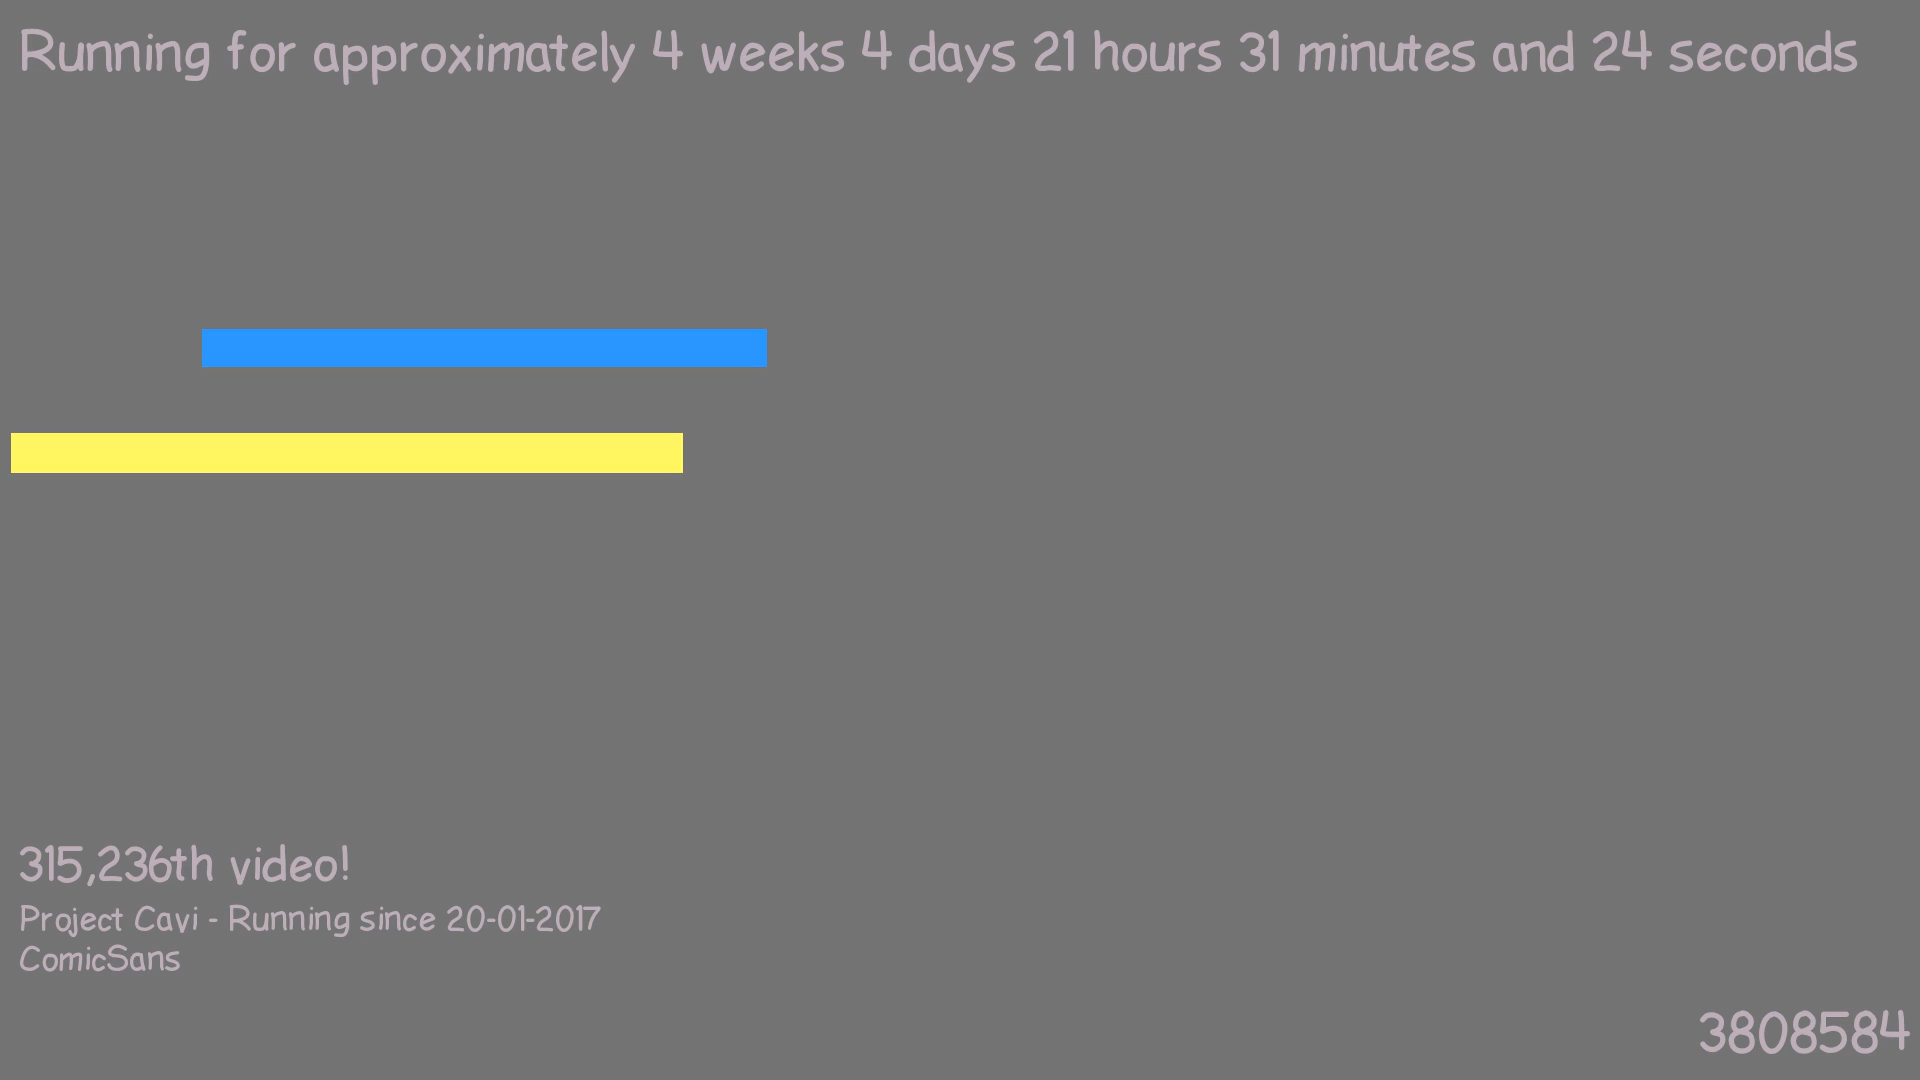 Running for approximately 4 weeks 4 days 21 hours 31 minutes and 24 seconds
315,236th video!
Project Cavi - Running since 20-01-2017
ComicSans
3808584